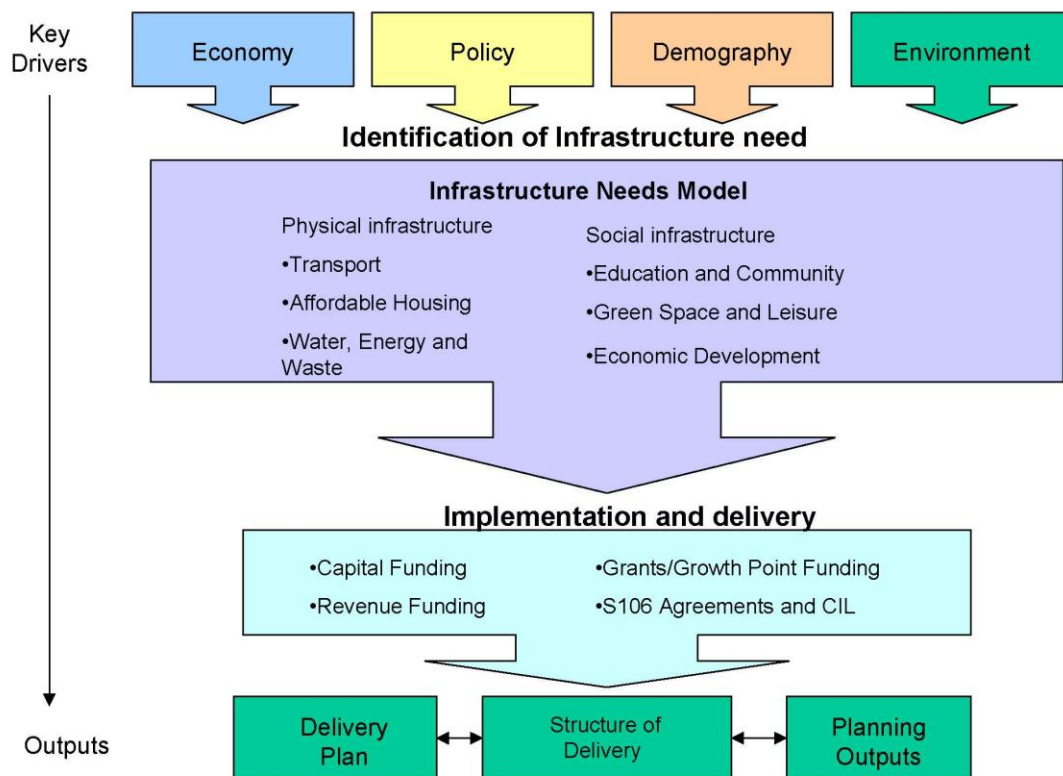 Key
Drivers
Economy
Policy
Demography
Environment
Identification of Infrastructure need
Infrastructure Needs Model
Physical infrastructure
•Transport
•Affordable Housing
•Water, Energy and
Waste
Social infrastructure
•Education and Community
•Green Space and Leisure
•Economic Development
Implementation and delivery
•Capital Funding
•Revenue Funding
•Grants/Growth Point Funding
•S106 Agreements and CIL
Outputs
Delivery
Plan
Structure of
Delivery
Planning
Outputs